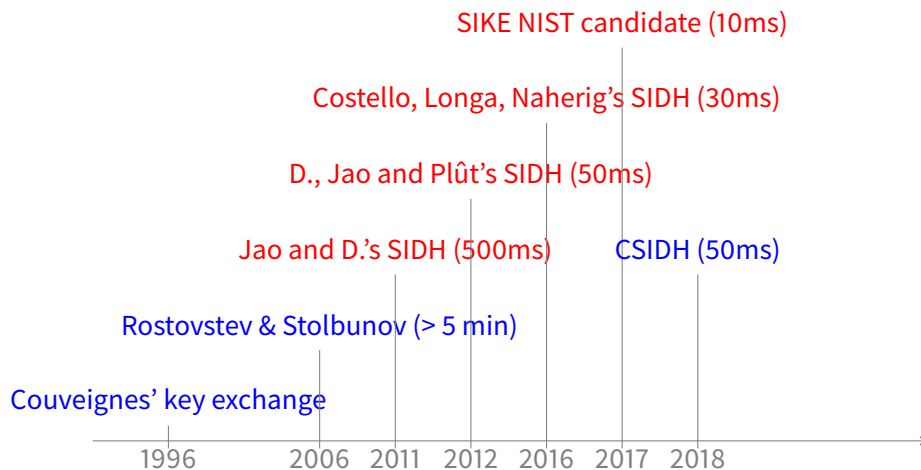 SIKE NIST candidate (10ms)
Costello, Longa, Naherig's SIDH (30ms)
D., Jao and Plût's SIDH (50ms)
Jao and D.'s SIDH (500ms)
CSIDH (50ms)
Rostovstev & Stolbunov (> 5 min)
Couveignes' key exchange
1996 2006 2011 2012 2016 2017 2018